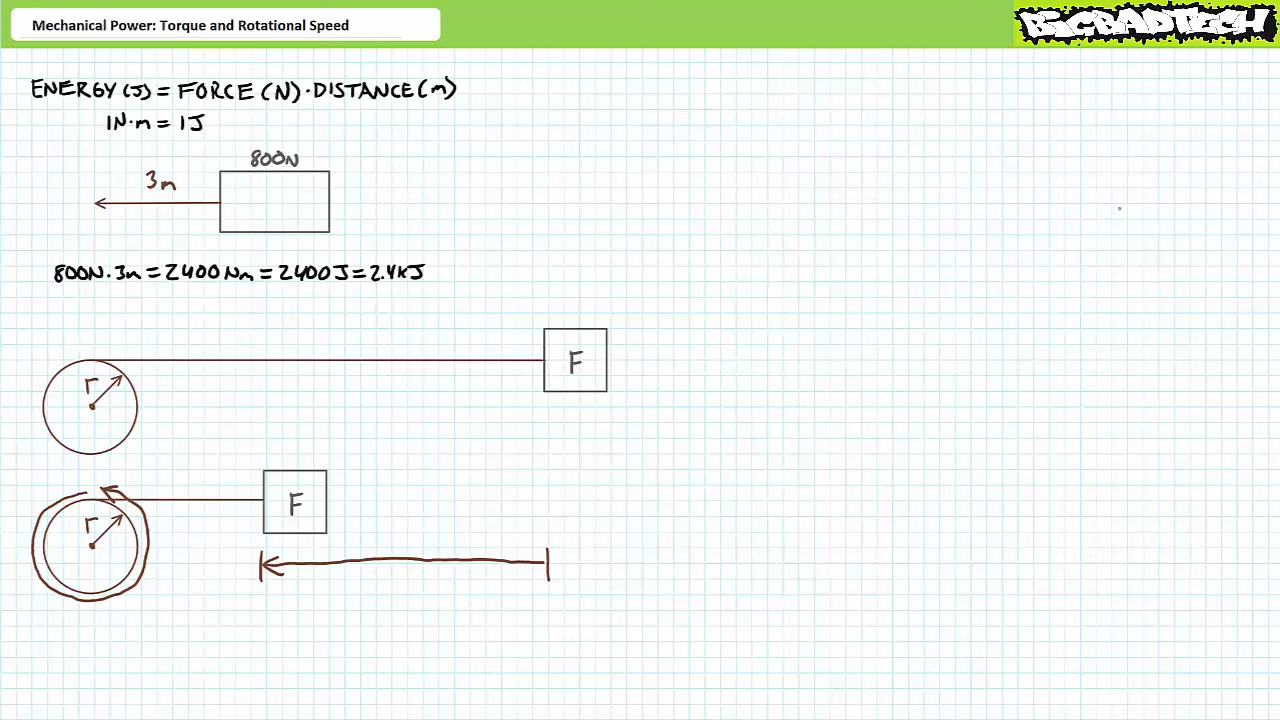 Mechanical Power: Torque and Rotational Speed
BIGBADTECH
ENERGY (J) = FORCE (N) · DISTANCE (m)
1N·m = 1J
800N
3m
800N · 3m = 2400 Nm = 2400 J = 2.4kJ
F
r
F
r